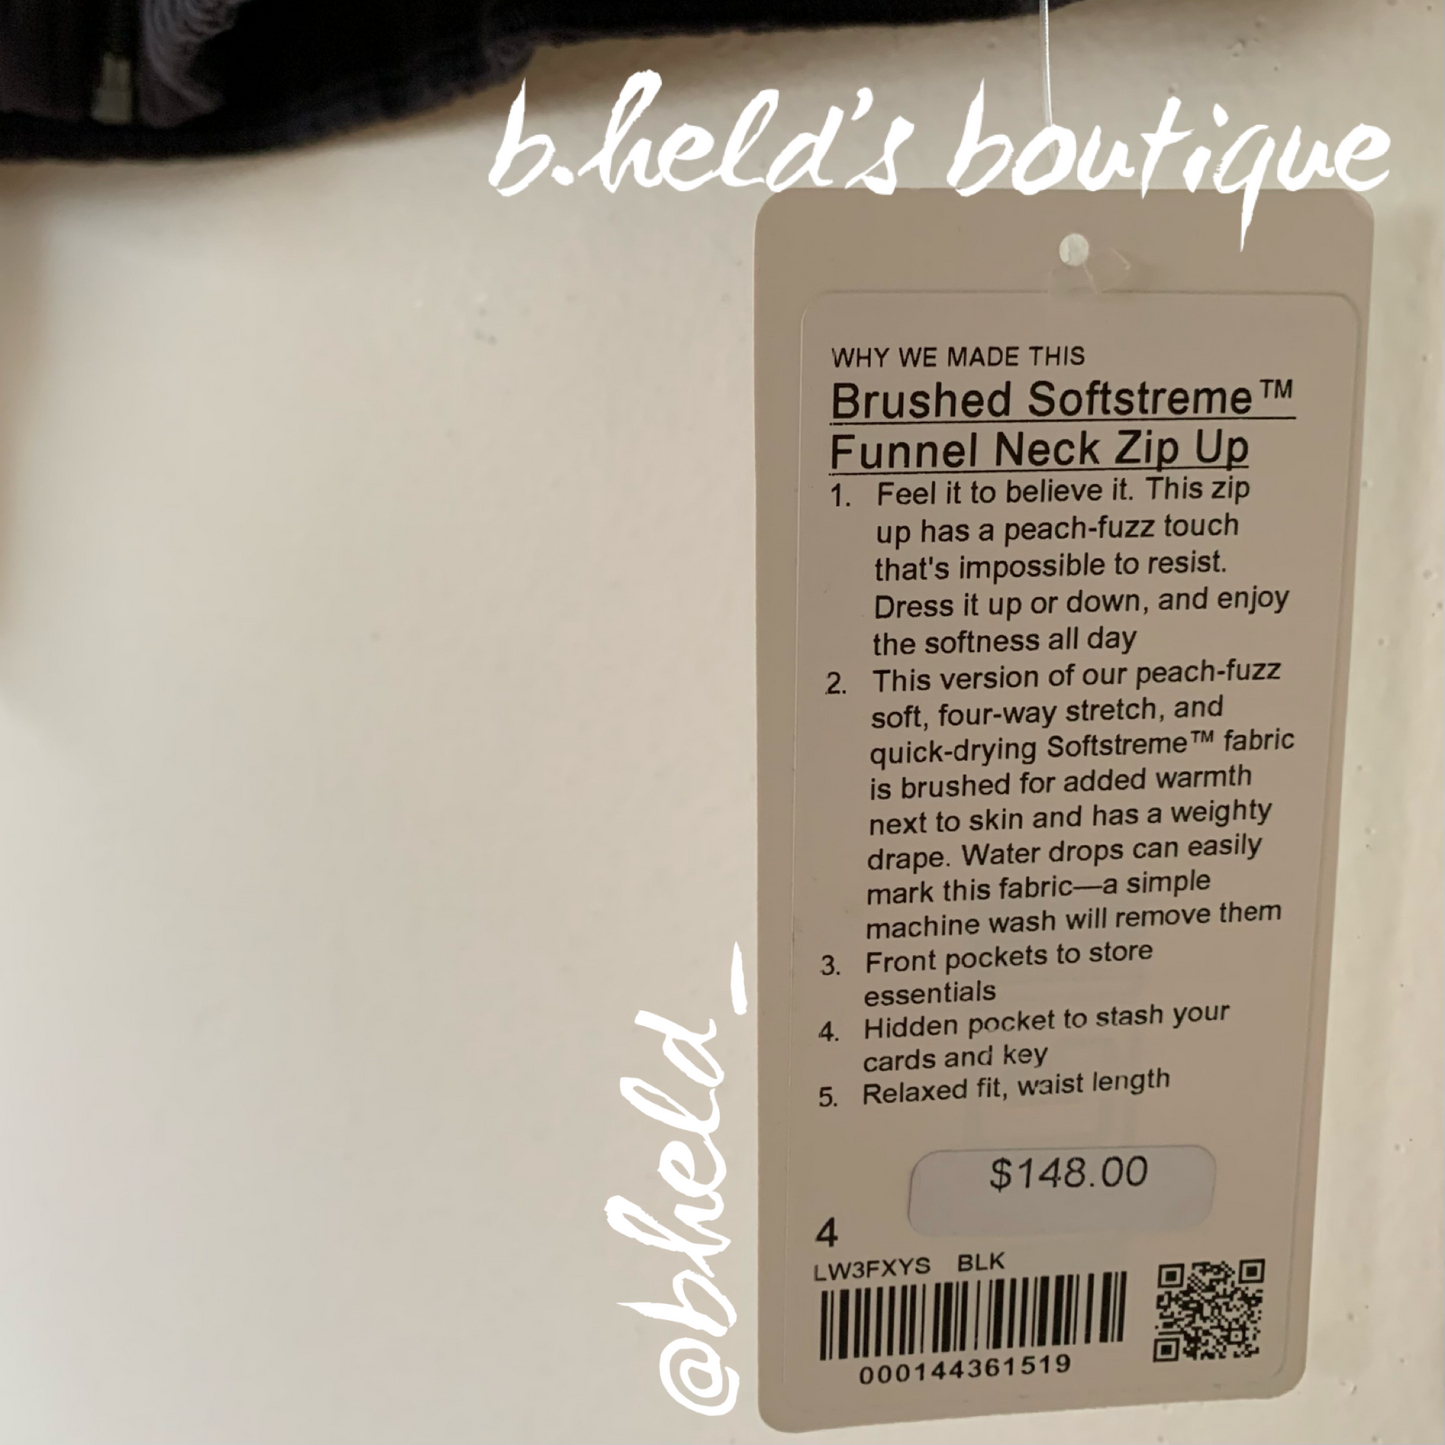 b.held's boutique
WHY WE MADE THIS
Brushed Softstreme™
Funnel Neck Zip Up
1. Feel it to believe it. This zip
up has a peach-fuzz touch
that's impossible to resist.
Dress it up or down, and enjoy
the softness all day
2. This version of our peach-fuzz
soft, four-way stretch, and
quick-drying Softstreme™ fabric
is brushed for added warmth
next to skin and has a weighty
drape. Water drops can easily
mark this fabric—a simple
machine wash will remove them
3. Front pockets to store
essentials
4. Hidden pocket to stash your
cards and key
5. Relaxed fit, waist length
$148.00
4
LW3FXYS BLK
000144361519
@bheld_